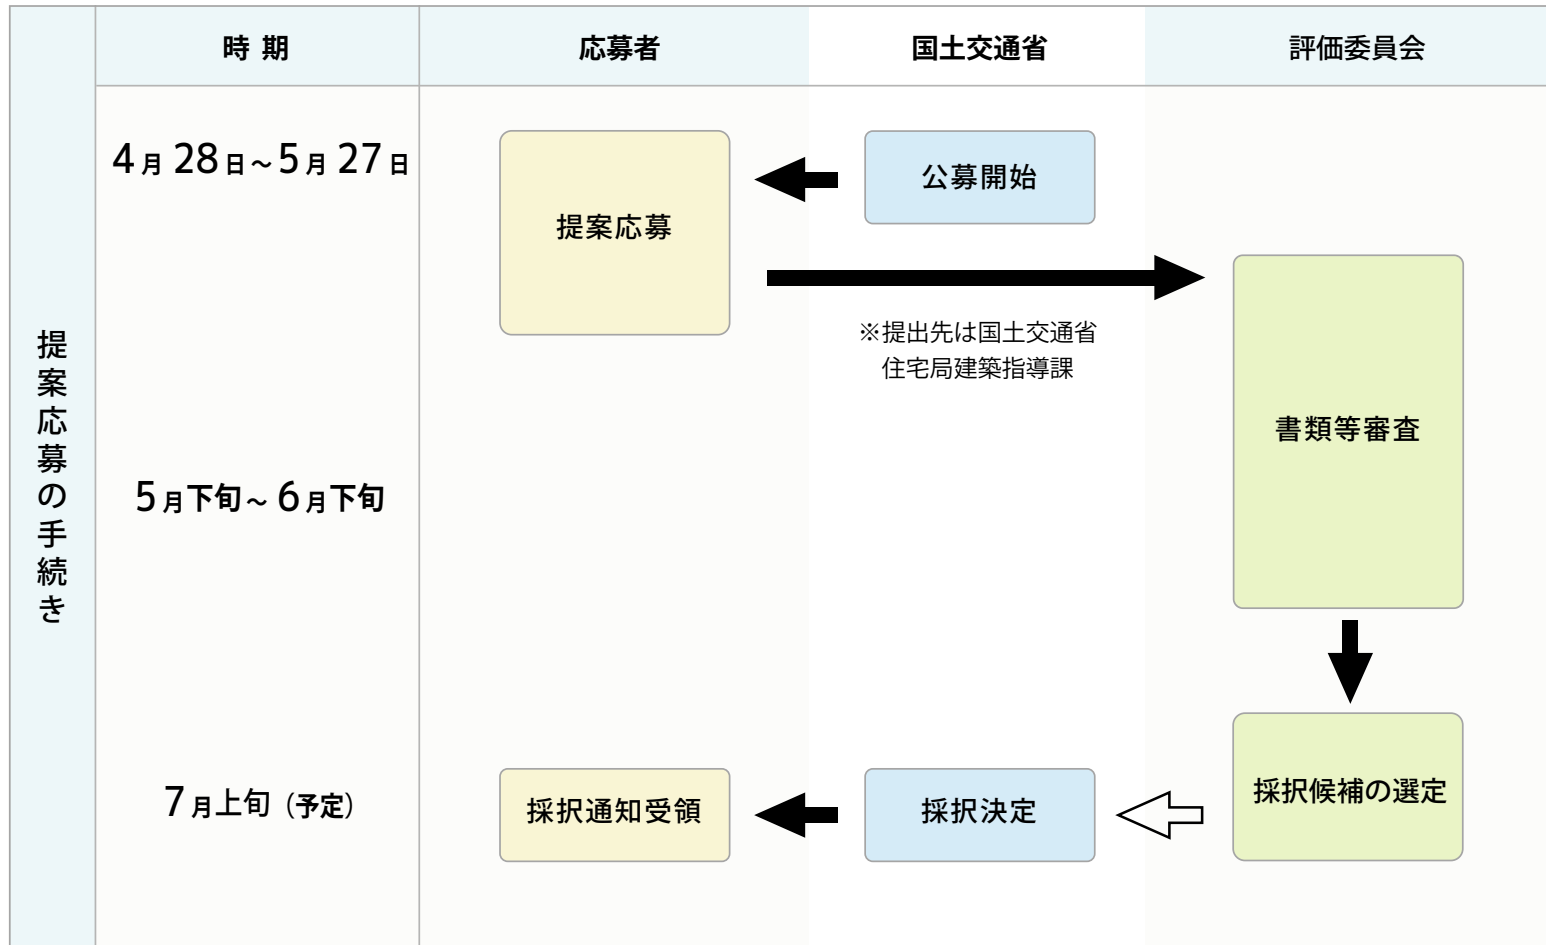 時 期
応募者
国土交通省
評価委員会
提案応募の手続き
4月28日～5月27日
提案応募
公募開始
※提出先は国土交通省
住宅局建築指導課
書類等審査
5月下旬～6月下旬
7月上旬（予定）
採択通知受領
採択決定
採択候補の選定